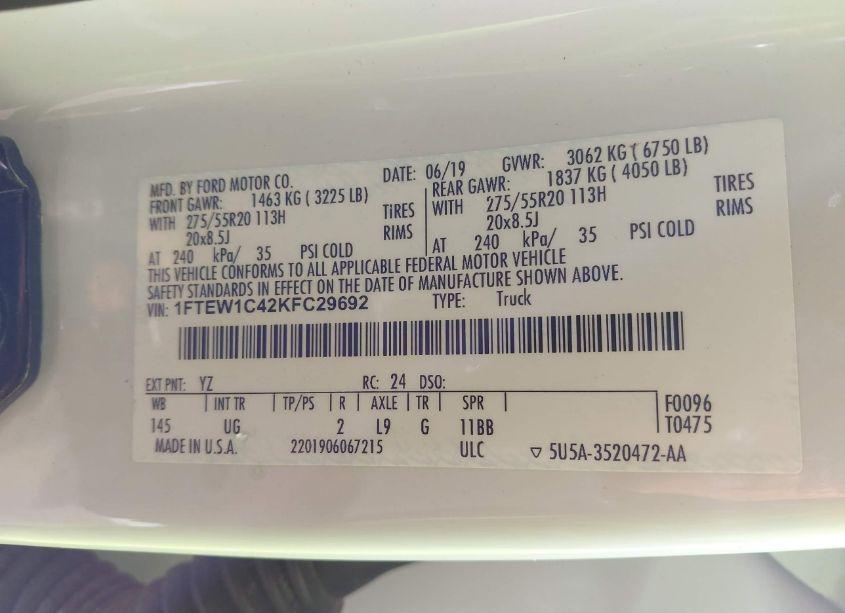 MFD. BY FORD MOTOR CO. DATE: 06/19 GVWR: 3062 KG ( 6750 LB)
FRONT GAWR: 1463 KG ( 3225 LB) REAR GAWR: 1837 KG ( 4050 LB)
WITH 275/55R20 113H TIRES WITH 275/55R20 113H TIRES
20x8.5J RIMS 20x8.5J RIMS
AT 240 kPa/ 35 PSI COLD AT 240 kPa/ 35 PSI COLD
THIS VEHICLE CONFORMS TO ALL APPLICABLE FEDERAL MOTOR VEHICLE
SAFETY STANDARDS IN EFFECT ON THE DATE OF MANUFACTURE SHOWN ABOVE.
VIN: 1FTEW1C42KFC29692 TYPE: Truck
EXT PNT: YZ RC: 24 DSO:
WB INT TR TP/PS R AXLE TR SPR F0096
145 UG 2 L9 G 11BB T0475
MADE IN U.S.A. 2201906067215 ULC ▽ 5U5A-3520472-AA